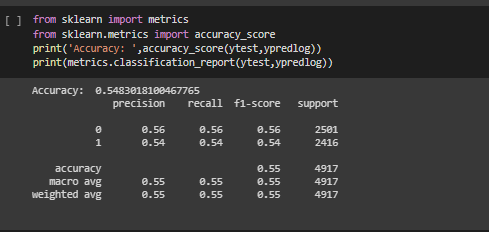 [ ] from sklearn import metrics
from sklearn.metrics import accuracy_score
print('Accuracy: ',accuracy_score(ytest,ypredlog))
print(metrics.classification_report(ytest,ypredlog))
Accuracy:  0.5483018100467765
precision    recall  f1-score   support
0       0.56      0.56      0.56      2501
1       0.54      0.54      0.54      2416
accuracy                           0.55      4917
macro avg       0.55      0.55      0.55      4917
weighted avg       0.55      0.55      0.55      4917